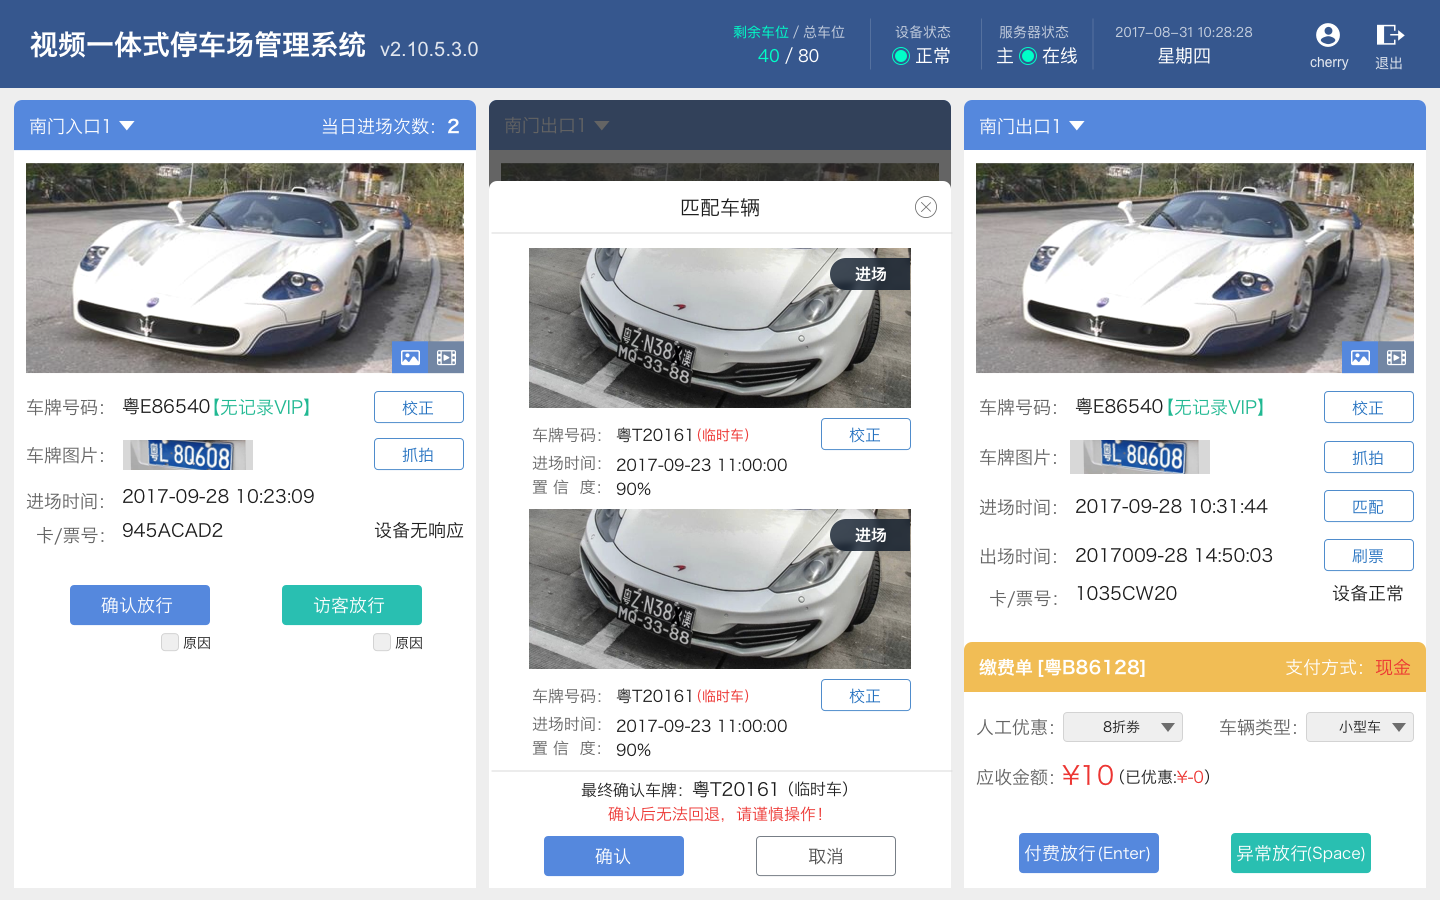 视频一体式停车场管理系统 v2.10.5.3.0
剩余车位 / 总车位
40 / 80
设备状态
正常
服务器状态
主 在线
2017-08-31 10:28:28
星期四
cherry
退出
南门入口1
当日进场次数：2
车牌号码： 粤E86540【无记录VIP】
校正
车牌图片： 粤L 8Q608
抓拍
进场时间： 2017-09-28 10:23:09
卡/票号： 945ACAD2
设备无响应
确认放行
访客放行
原因
原因
南门出口1
匹配车辆
进场
粤Z·N38澳
MQ-33-88
车牌号码： 粤T20161(临时车)
校正
进场时间： 2017-09-23 11:00:00
置 信 度： 90%
进场
粤Z·N38澳
MQ-33-88
车牌号码： 粤T20161(临时车)
校正
进场时间： 2017-09-23 11:00:00
置 信 度： 90%
最终确认车牌：粤T20161（临时车）
确认后无法回退，请谨慎操作！
确认
取消
南门出口1
车牌号码： 粤E86540【无记录VIP】
校正
车牌图片： 粤L 8Q608
抓拍
进场时间： 2017-09-28 10:31:44
匹配
出场时间： 2017009-28 14:50:03
刷票
卡/票号： 1035CW20
设备正常
缴费单 [粤B86128]
支付方式：现金
人工优惠： 8折券
车辆类型： 小型车
应收金额：¥10（已优惠:¥-0）
付费放行(Enter)
异常放行(Space)